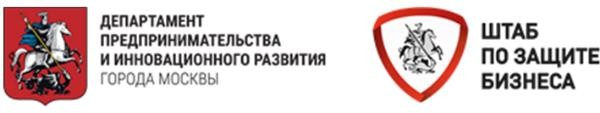 ДЕПАРТАМЕНТ
ПРЕДПРИНИМАТЕЛЬСТВА
И ИННОВАЦИОННОГО РАЗВИТИЯ
ГОРОДА МОСКВЫ
ШТАБ
ПО ЗАЩИТЕ
БИЗНЕСА